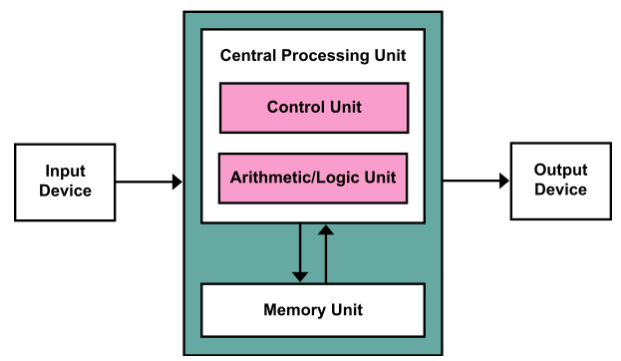 Central Processing Unit
Control Unit
Input
Device
Arithmetic/Logic Unit
Output
Device
Memory Unit